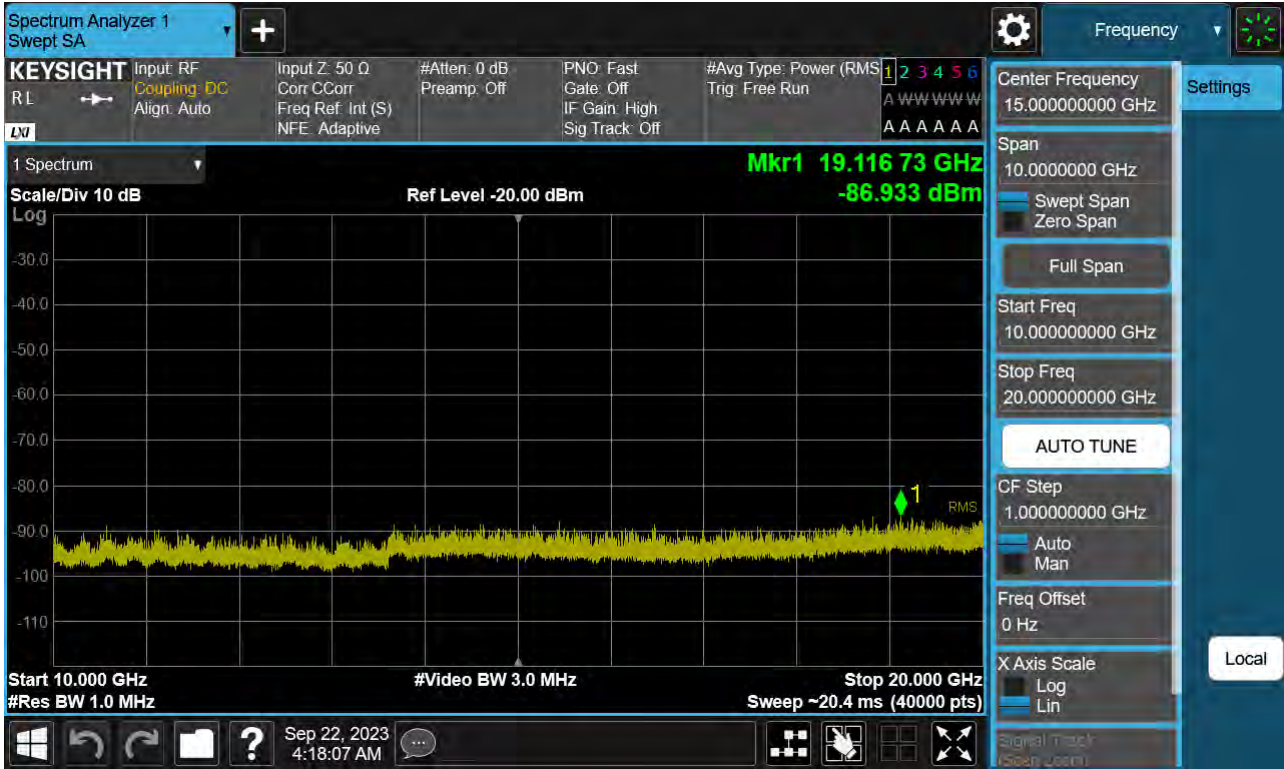 Spectrum Analyzer 1
Swept SA
Frequency
KEYSIGHT
RL
LXI
Input: RF
Coupling: DC
Align: Auto
Input Z: 50 Ω
Corr CCorr
Freq Ref: Int (S)
NFE: Adaptive
#Atten: 0 dB
Preamp: Off
PNO: Fast
Gate: Off
IF Gain: High
Sig Track: Off
#Avg Type: Power (RMS
Trig: Free Run
1 2 3 4 5 6
A W W W W W
A A A A A A
1 Spectrum
Mkr1 19.116 73 GHz
Scale/Div 10 dB
Ref Level -20.00 dBm
-86.933 dBm
Log
-30.0
-40.0
-50.0
-60.0
-70.0
-80.0
-90.0
-100
-110
1
RMS
Start 10.000 GHz
#Video BW 3.0 MHz
Stop 20.000 GHz
#Res BW 1.0 MHz
Sweep ~20.4 ms (40000 pts)
Center Frequency
15.000000000 GHz
Settings
Span
10.0000000 GHz
Swept Span
Zero Span
Full Span
Start Freq
10.000000000 GHz
Stop Freq
20.000000000 GHz
AUTO TUNE
CF Step
1.000000000 GHz
Auto
Man
Freq Offset
0 Hz
X Axis Scale
Log
Lin
Local
Signal Track
(Span Zoom)
?
Sep 22, 2023
4:18:07 AM